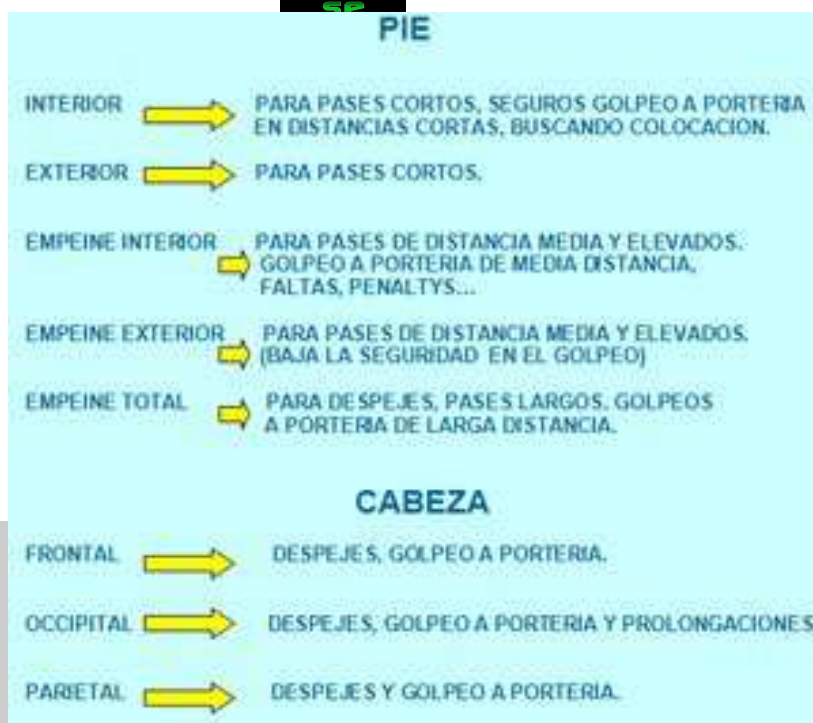 SP
PIE
INTERIOR PARA PASES CORTOS, SEGUROS GOLPEO A PORTERIA
EN DISTANCIAS CORTAS, BUSCANDO COLOCACION.
EXTERIOR PARA PASES CORTOS.
EMPEINE INTERIOR PARA PASES DE DISTANCIA MEDIA Y ELEVADOS.
GOLPEO A PORTERIA DE MEDIA DISTANCIA,
FALTAS, PENALTYS...
EMPEINE EXTERIOR PARA PASES DE DISTANCIA MEDIA Y ELEVADOS.
(BAJA LA SEGURIDAD EN EL GOLPEO)
EMPEINE TOTAL PARA DESPEJES, PASES LARGOS. GOLPEOS
A PORTERIA DE LARGA DISTANCIA.
CABEZA
FRONTAL DESPEJES, GOLPEO A PORTERIA.
OCCIPITAL DESPEJES, GOLPEO A PORTERIA Y PROLONGACIONES
PARIETAL DESPEJES Y GOLPEO A PORTERIA.